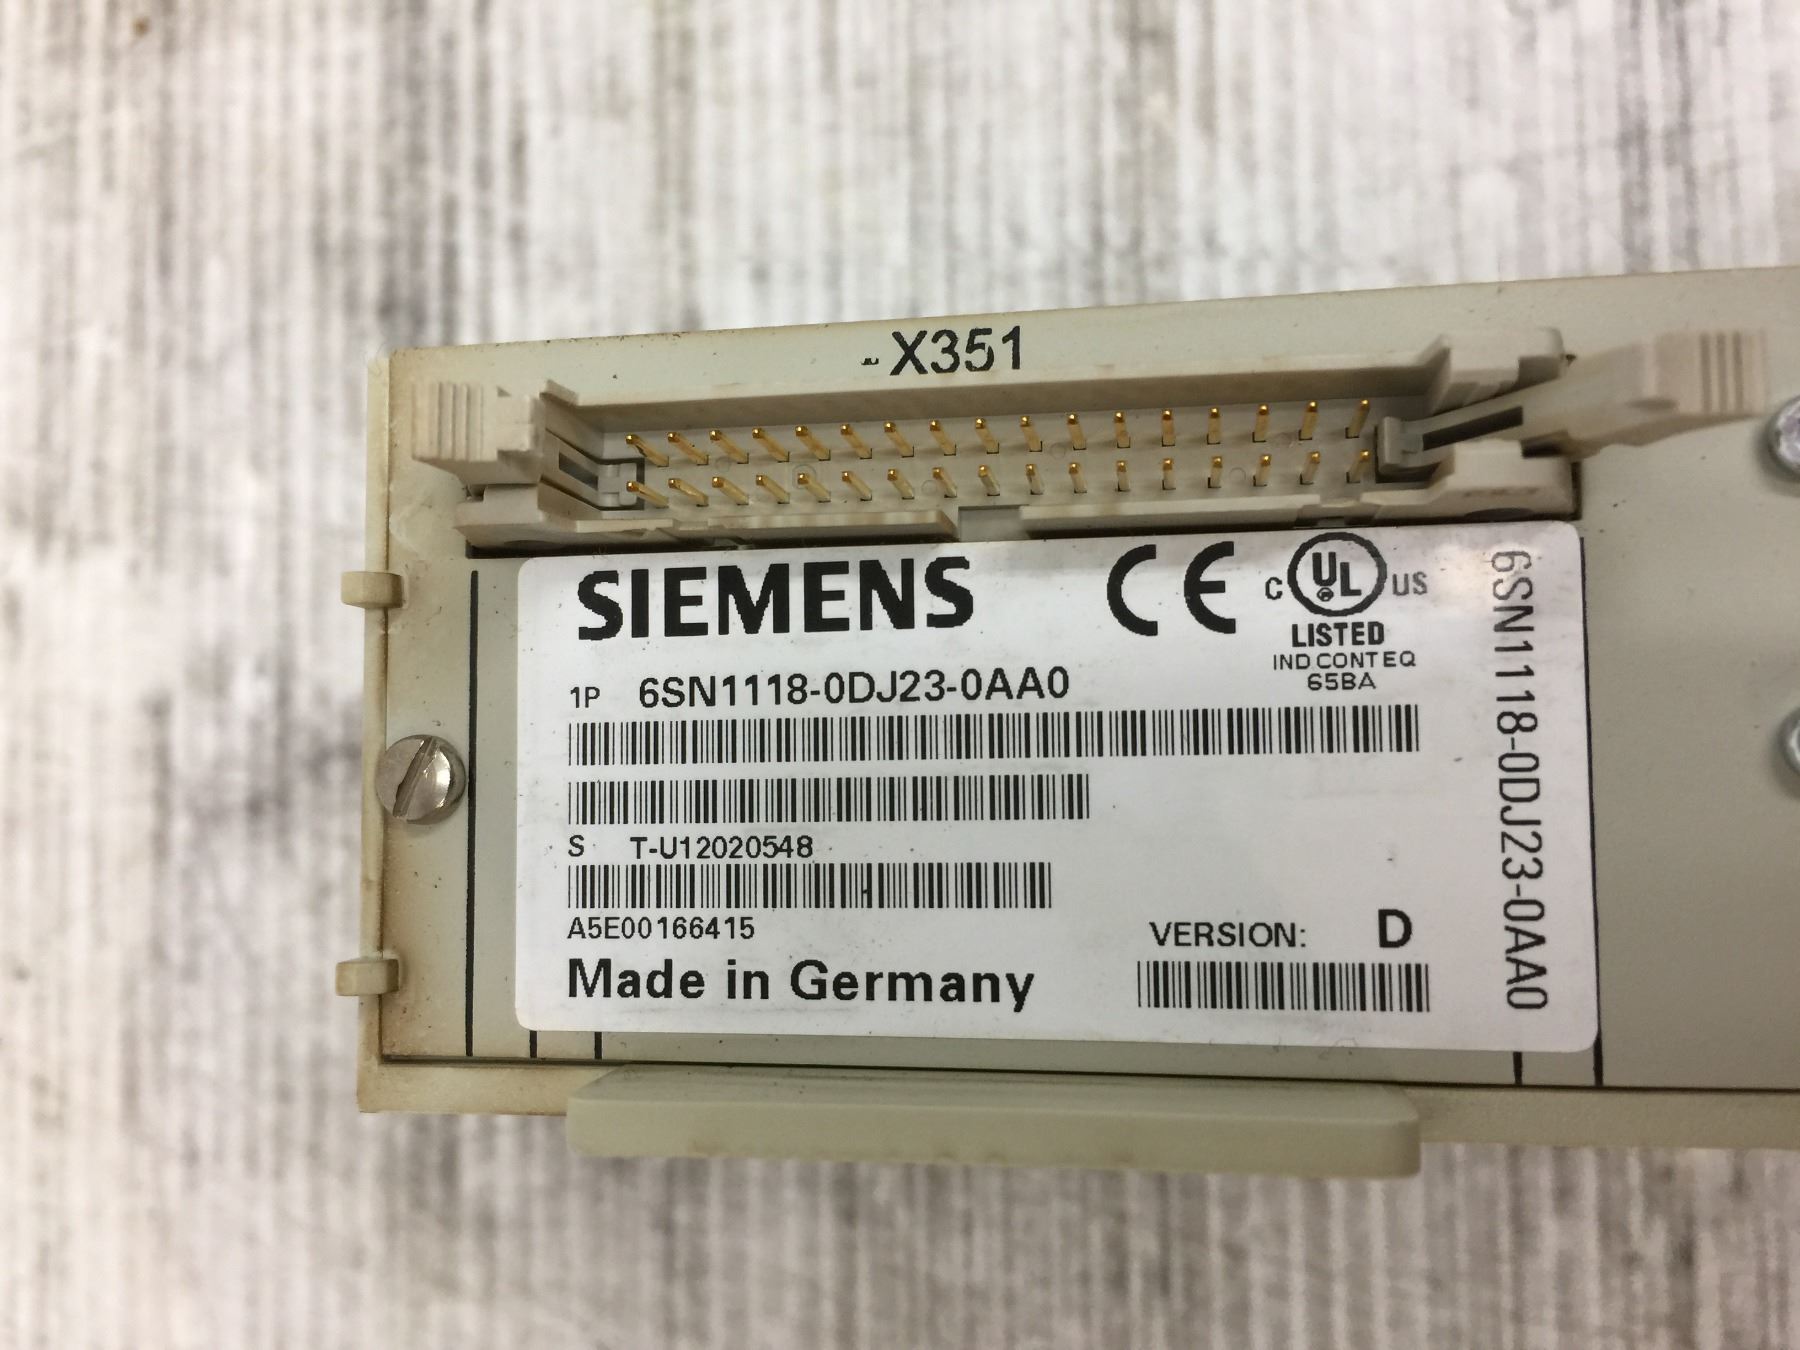 -X351
SIEMENS
CE
C UL US
LISTED
IND CONT EQ
65BA
1P 6SN1118-0DJ23-0AA0
S T-U12020548
A5E00166415
VERSION: D
Made in Germany
6SN1118-0DJ23-0AA0